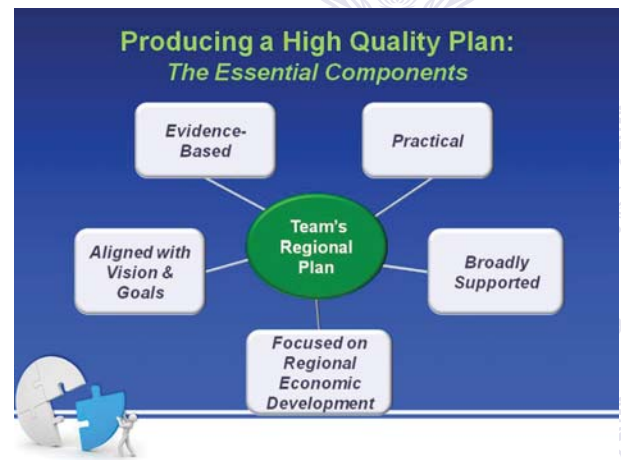 Producing a High Quality Plan:
The Essential Components
Evidence-
Based
Practical
Team's
Regional
Plan
Aligned with
Vision &
Goals
Broadly
Supported
Focused on
Regional
Economic
Development